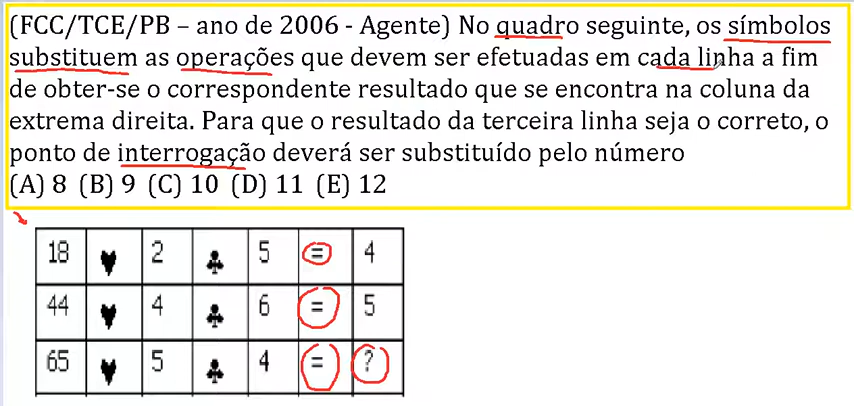 (FCC/TCE/PB – ano de 2006 - Agente) No quadro seguinte, os símbolos
substituem as operações que devem ser efetuadas em cada linha a fim
de obter-se o correspondente resultado que se encontra na coluna da
extrema direita. Para que o resultado da terceira linha seja o correto, o
ponto de interrogação deverá ser substituído pelo número
(A) 8 (B) 9 (C) 10 (D) 11 (E) 12
18 ♥ 2 ♣ 5 = 4
44 ♥ 4 ♣ 6 = 5
65 ♥ 5 ♣ 4 = ?